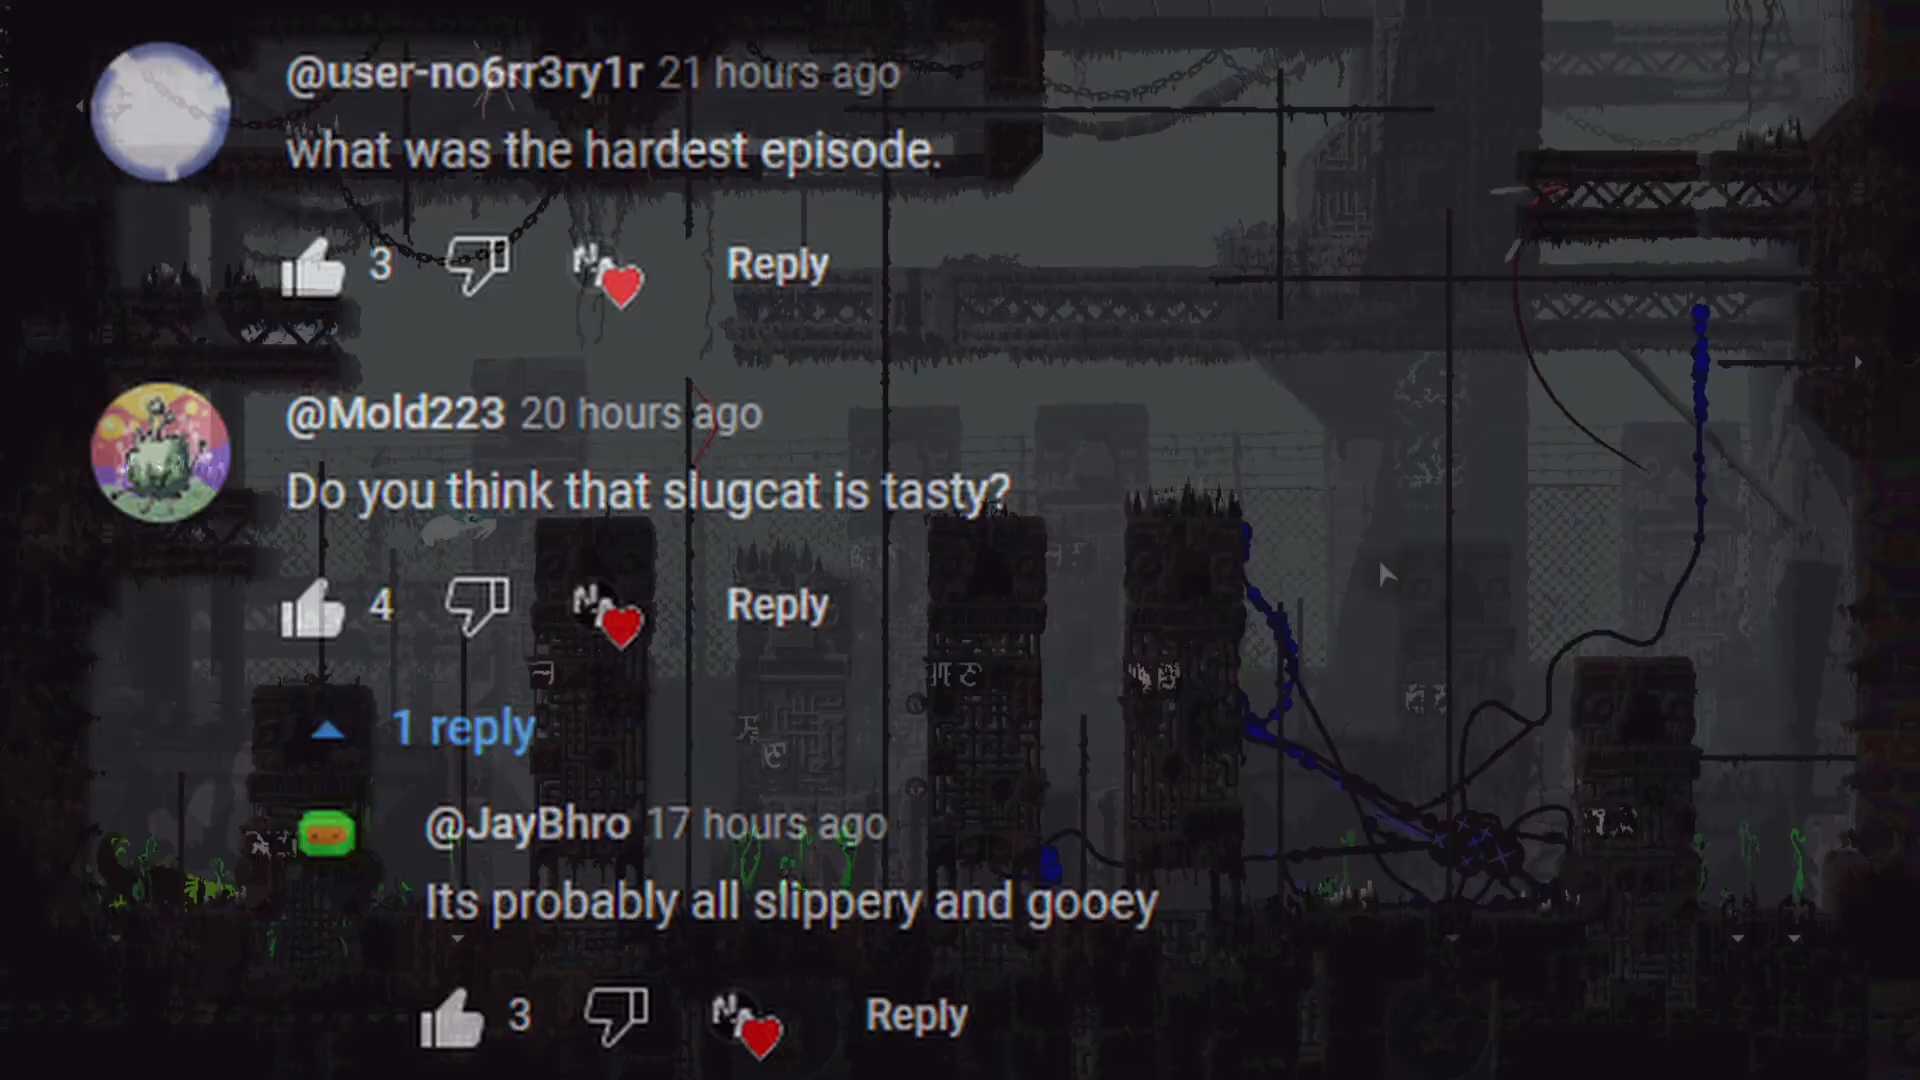 @user-no6rr3ry1r 21 hours ago
what was the hardest episode.
3 Reply
@Mold223 20 hours ago
Do you think that slugcat is tasty?
4 Reply
1 reply
@JayBhro 17 hours ago
Its probably all slippery and gooey
3 Reply